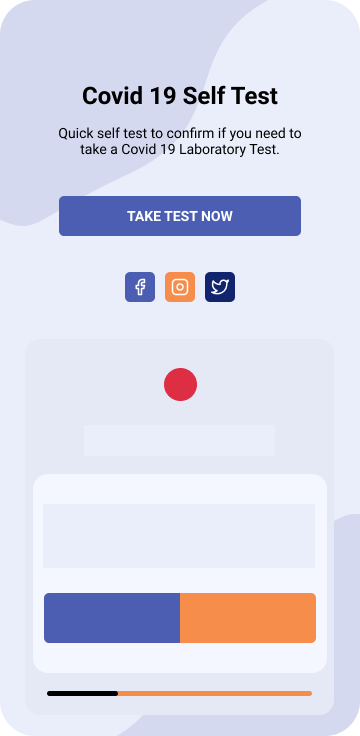 Covid 19 Self Test
Quick self test to confirm if you need to
take a Covid 19 Laboratory Test.
TAKE TEST NOW